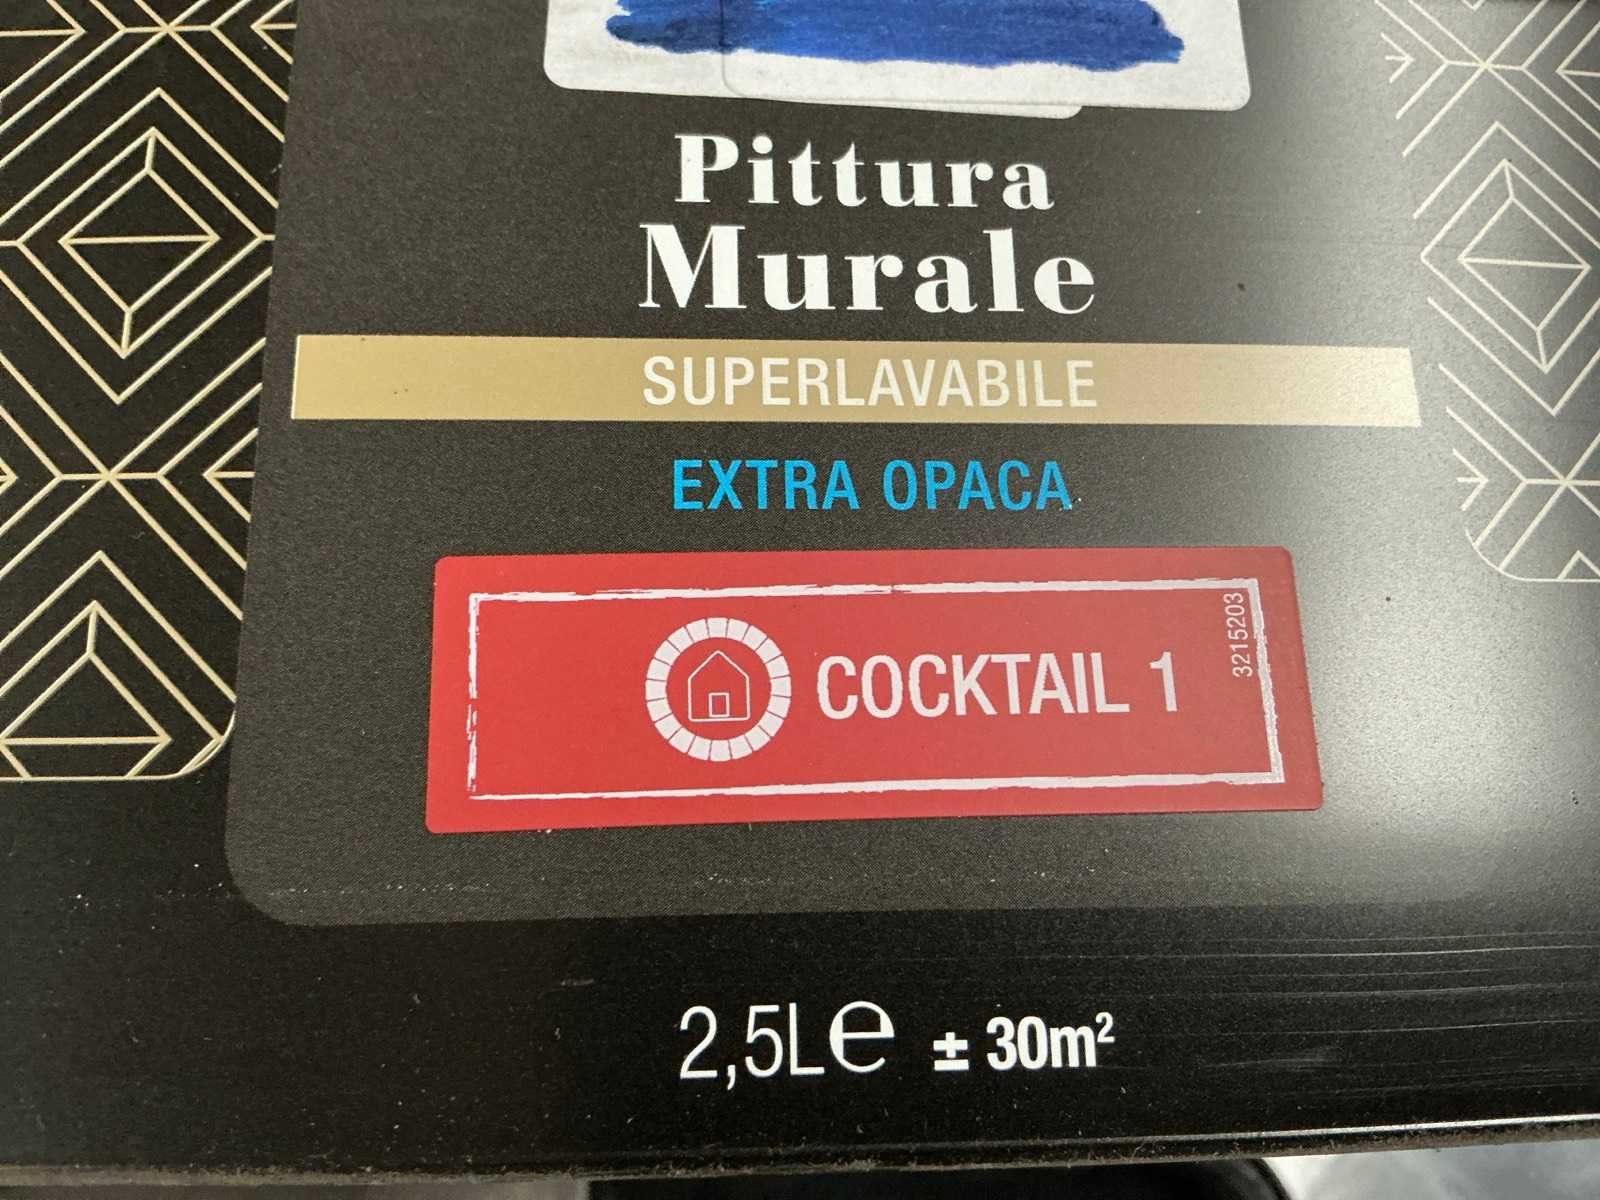 Pittura
Murale
SUPERLAVABILE
EXTRA OPACA
COCKTAIL 1
3215203
2,5L℮ ± 30m²